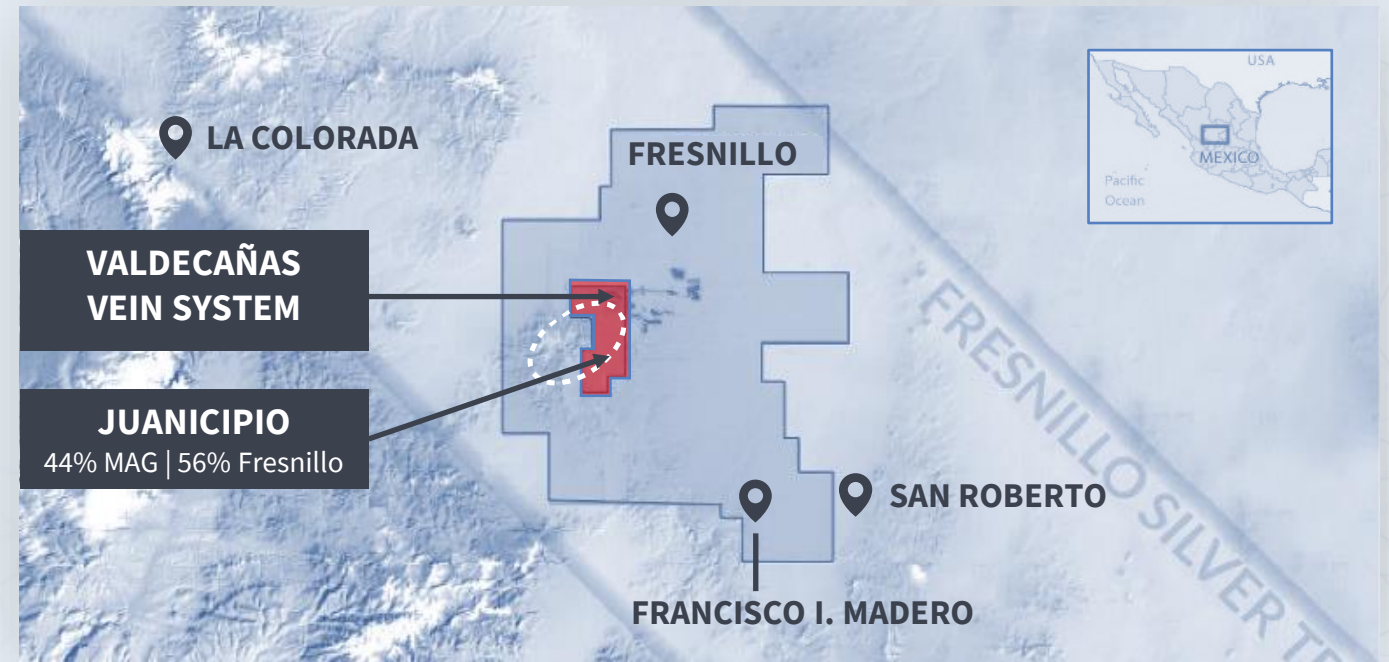 LA COLORADA
FRESNILLO
USA
MEXICO
Pacific
Ocean
VALDECAÑAS
VEIN SYSTEM
JUANICIPIO
44% MAG | 56% Fresnillo
FRESNILLO SILVER
SAN ROBERTO
FRANCISCO I. MADERO